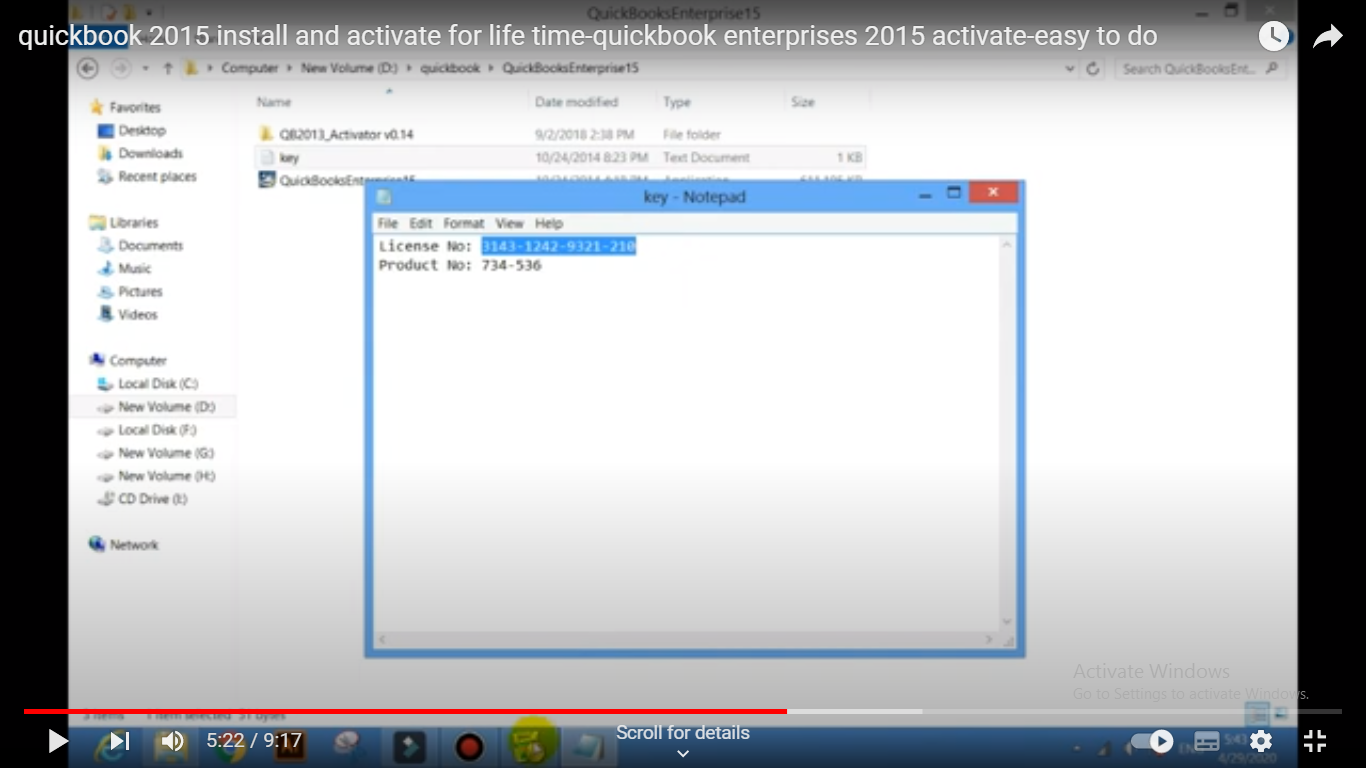 QuickBooksEnterprise15
quickbook 2015 install and activate for life time-quickbook enterprises 2015 activate-easy to do
Computer New Volume (D:) quickbook QuickBooksEnterprise15
Search QuickBooksEnt...
Name Date modified Type Size
Favorites
Desktop
Downloads
Recent places
Libraries
Documents
Music
Pictures
Videos
Computer
Local Disk (C:)
New Volume (D:)
Local Disk (F:)
New Volume (G:)
New Volume (H:)
CD Drive (I:)
Network
QB2013_Activator v0.14 9/2/2018 2:38 PM File folder
key 10/24/2014 8:23 PM Text Document 1 KB
QuickBooksEnterprise15
key - Notepad
File Edit Format View Help
License No: 3143-1242-9321-210
Product No: 734-536
Activate Windows
Go to Settings to activate Windows.
3 items 1 item selected 51 bytes
5:22 / 9:17
Scroll for details
5:43
4/29/2020